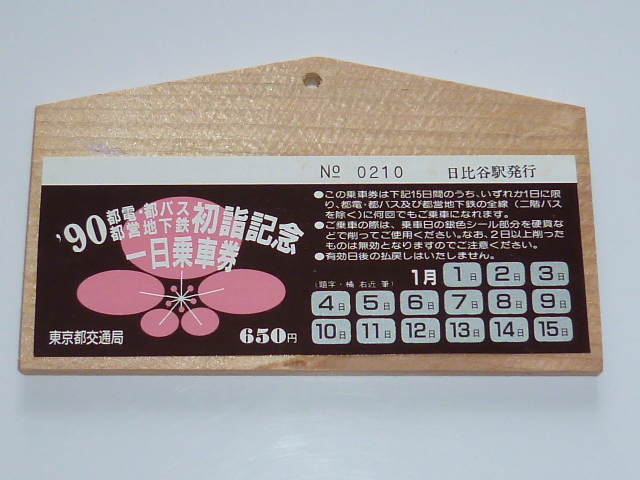 Nº 0210 日比谷駅発行
'90 都電・都バス
都営地下鉄 初詣記念
一日乗車券
東京都交通局
650円
●この乗車券は下記15日間のうち、いずれか1日に限
り、都電・都バス及び都営地下鉄の全線(二階バス
を除く)に何回でもご乗車になれます。
●ご乗車の際は、乗車日の銀色シール部分を硬貨な
どで削ってご使用ください。なお、2日以上削った
ものは無効となりますのでご注意ください。
●有効日後の払戻しはいたしません。
(題字・橘 右近 筆)
1月 1日 2日 3日
4日 5日 6日 7日 8日 9日
10日 11日 12日 13日 14日 15日